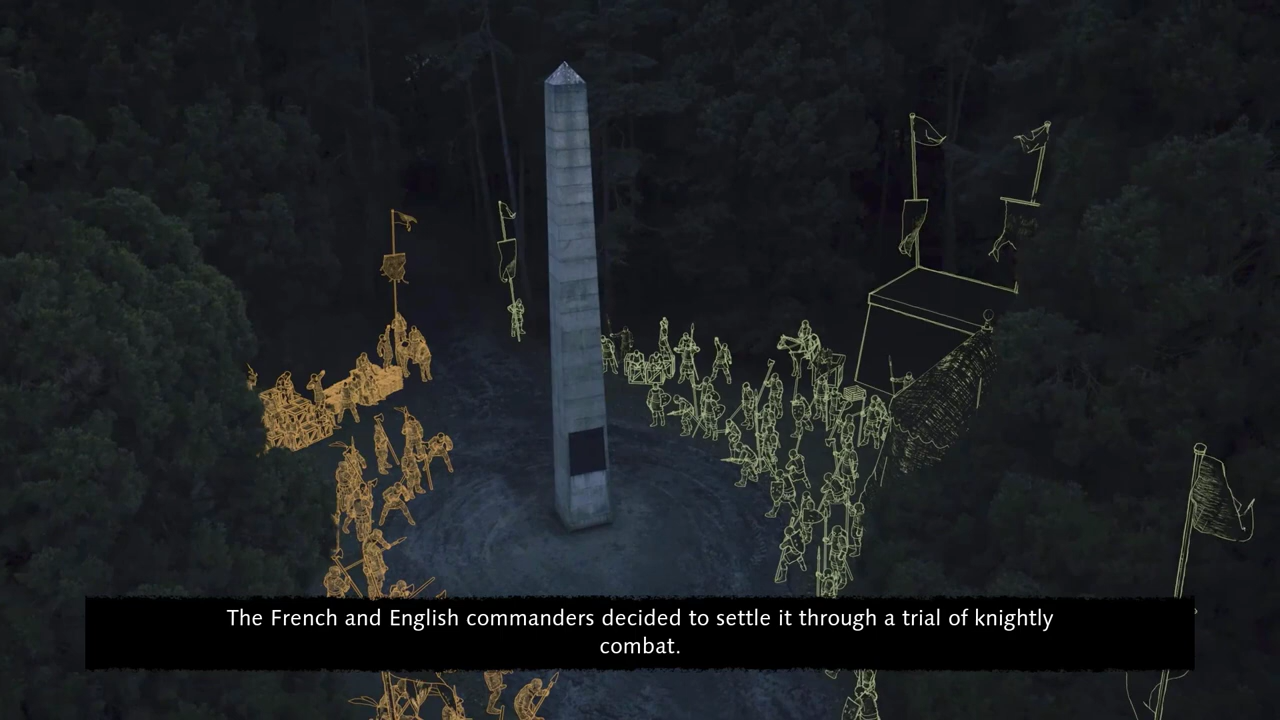 The French and English commanders decided to settle it through a trial of knightly
combat.